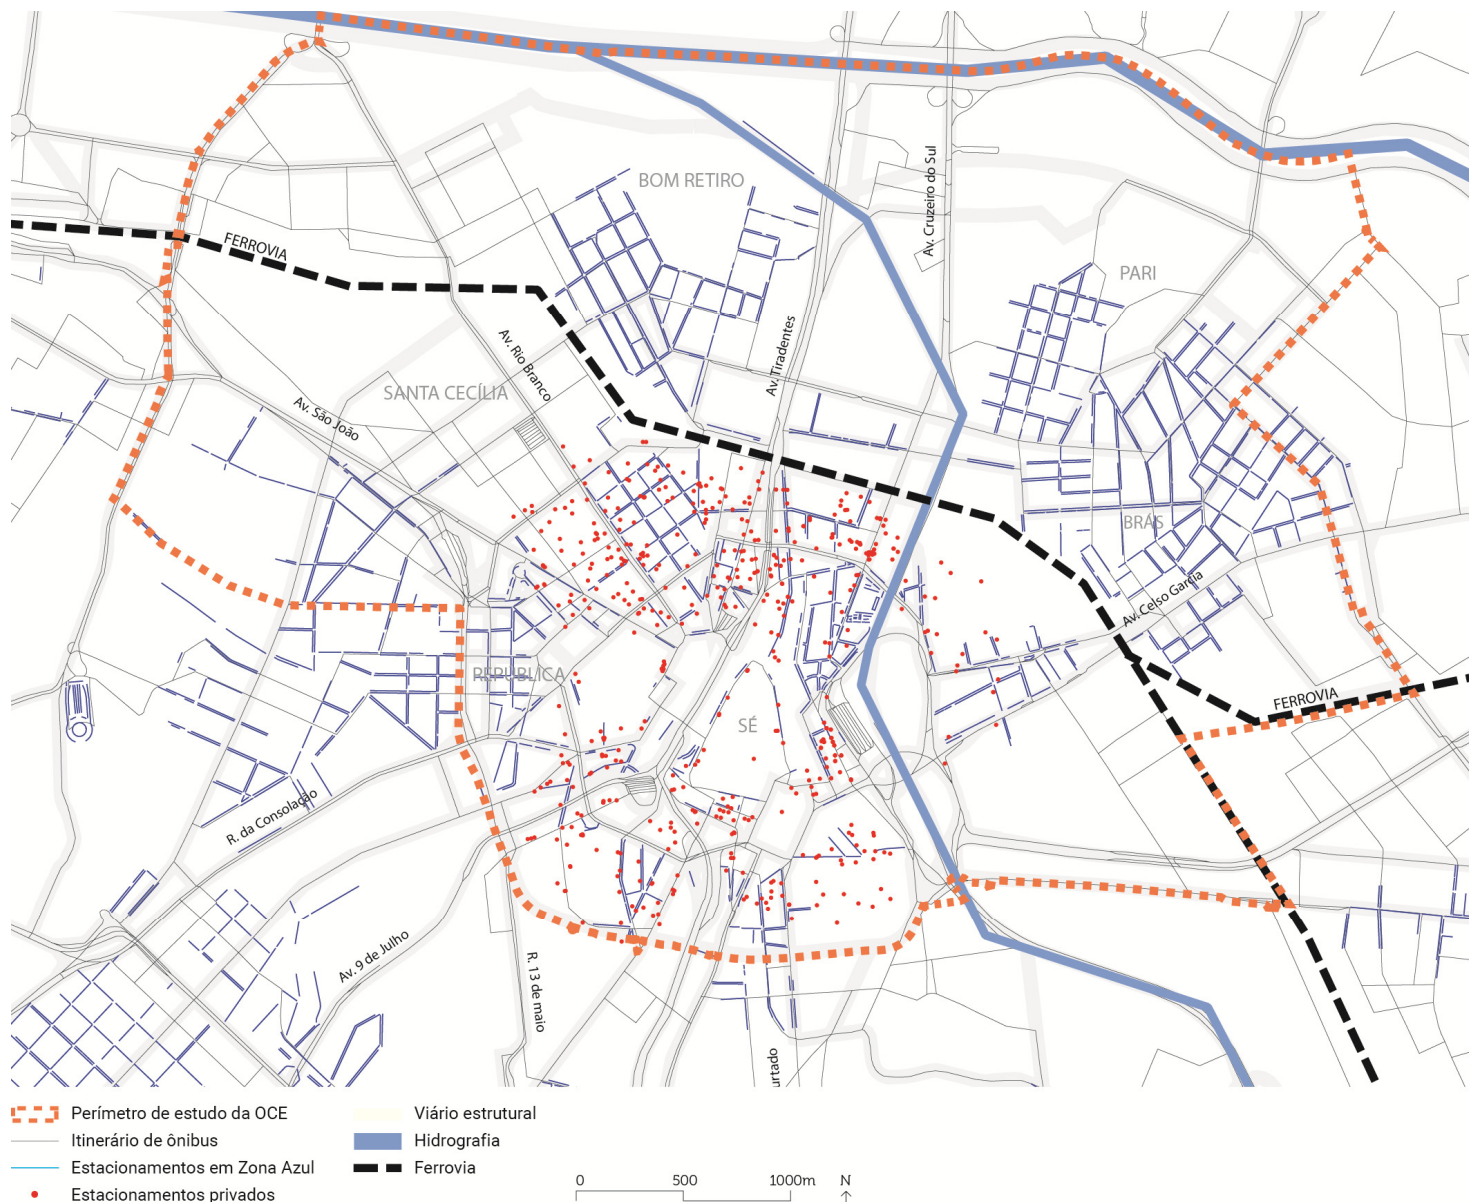 BOM RETIRO
Av. Cruzeiro do Sul
FERROVIA
PARI
Av. Rio Branco
Av. Tiradentes
SANTA CECÍLIA
Av. São João
BRÁS
Av. Celso Garcia
REPÚBLICA
SÉ
FERROVIA
R. da Consolação
Av. 9 de Julho
R. 13 de maio
urtado
Perímetro de estudo da OCE
Viário estrutural
Itinerário de ônibus
Hidrografia
Estacionamentos em Zona Azul
Ferrovia
Estacionamentos privados
0 500 1000m N